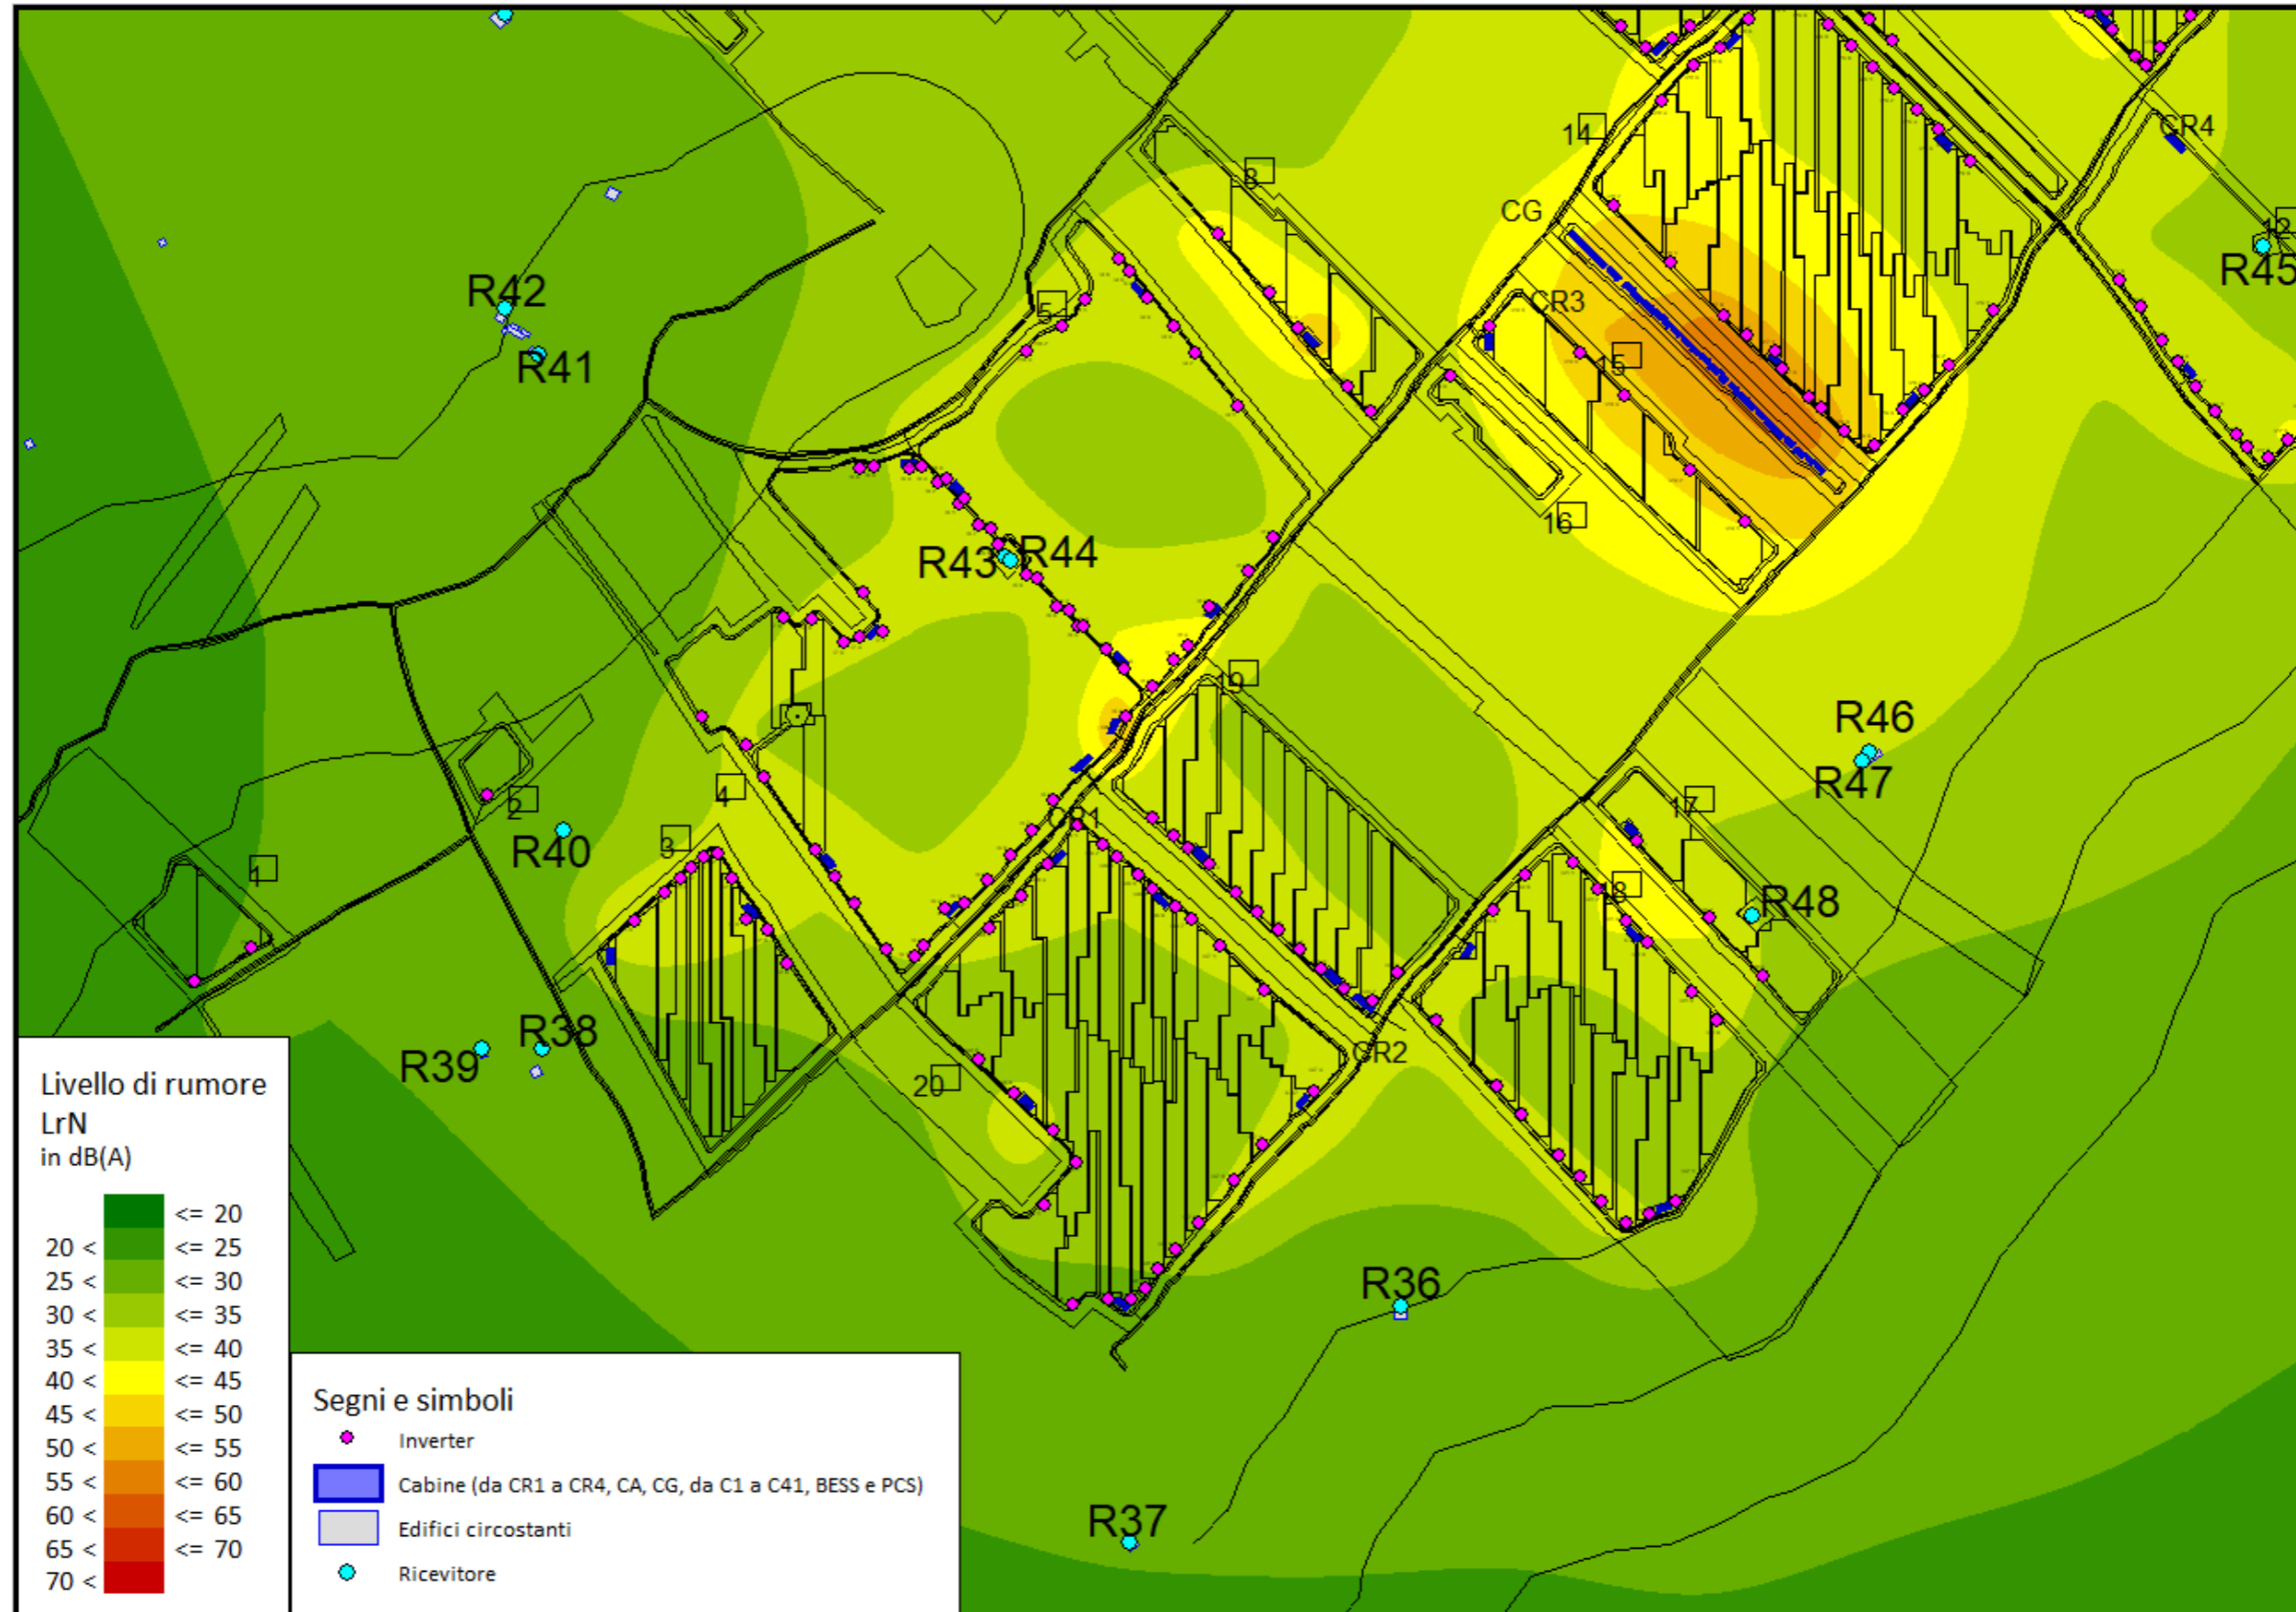 14
CR4
8
CG
12
R45
R42
5
CR3
R41
15
16
R43
R44
19
R46
R47
4
17
2
CR1
R40
3
1
18
R48
R38
R39
CR2
20
R36
R37
Livello di rumore
LrN
in dB(A)
<= 20
20 < <= 25
25 < <= 30
30 < <= 35
35 < <= 40
40 < <= 45
45 < <= 50
50 < <= 55
55 < <= 60
60 < <= 65
65 < <= 70
70 <
Segni e simboli
Inverter
Cabine (da CR1 a CR4, CA, CG, da C1 a C41, BESS e PCS)
Edifici circostanti
Ricevitore